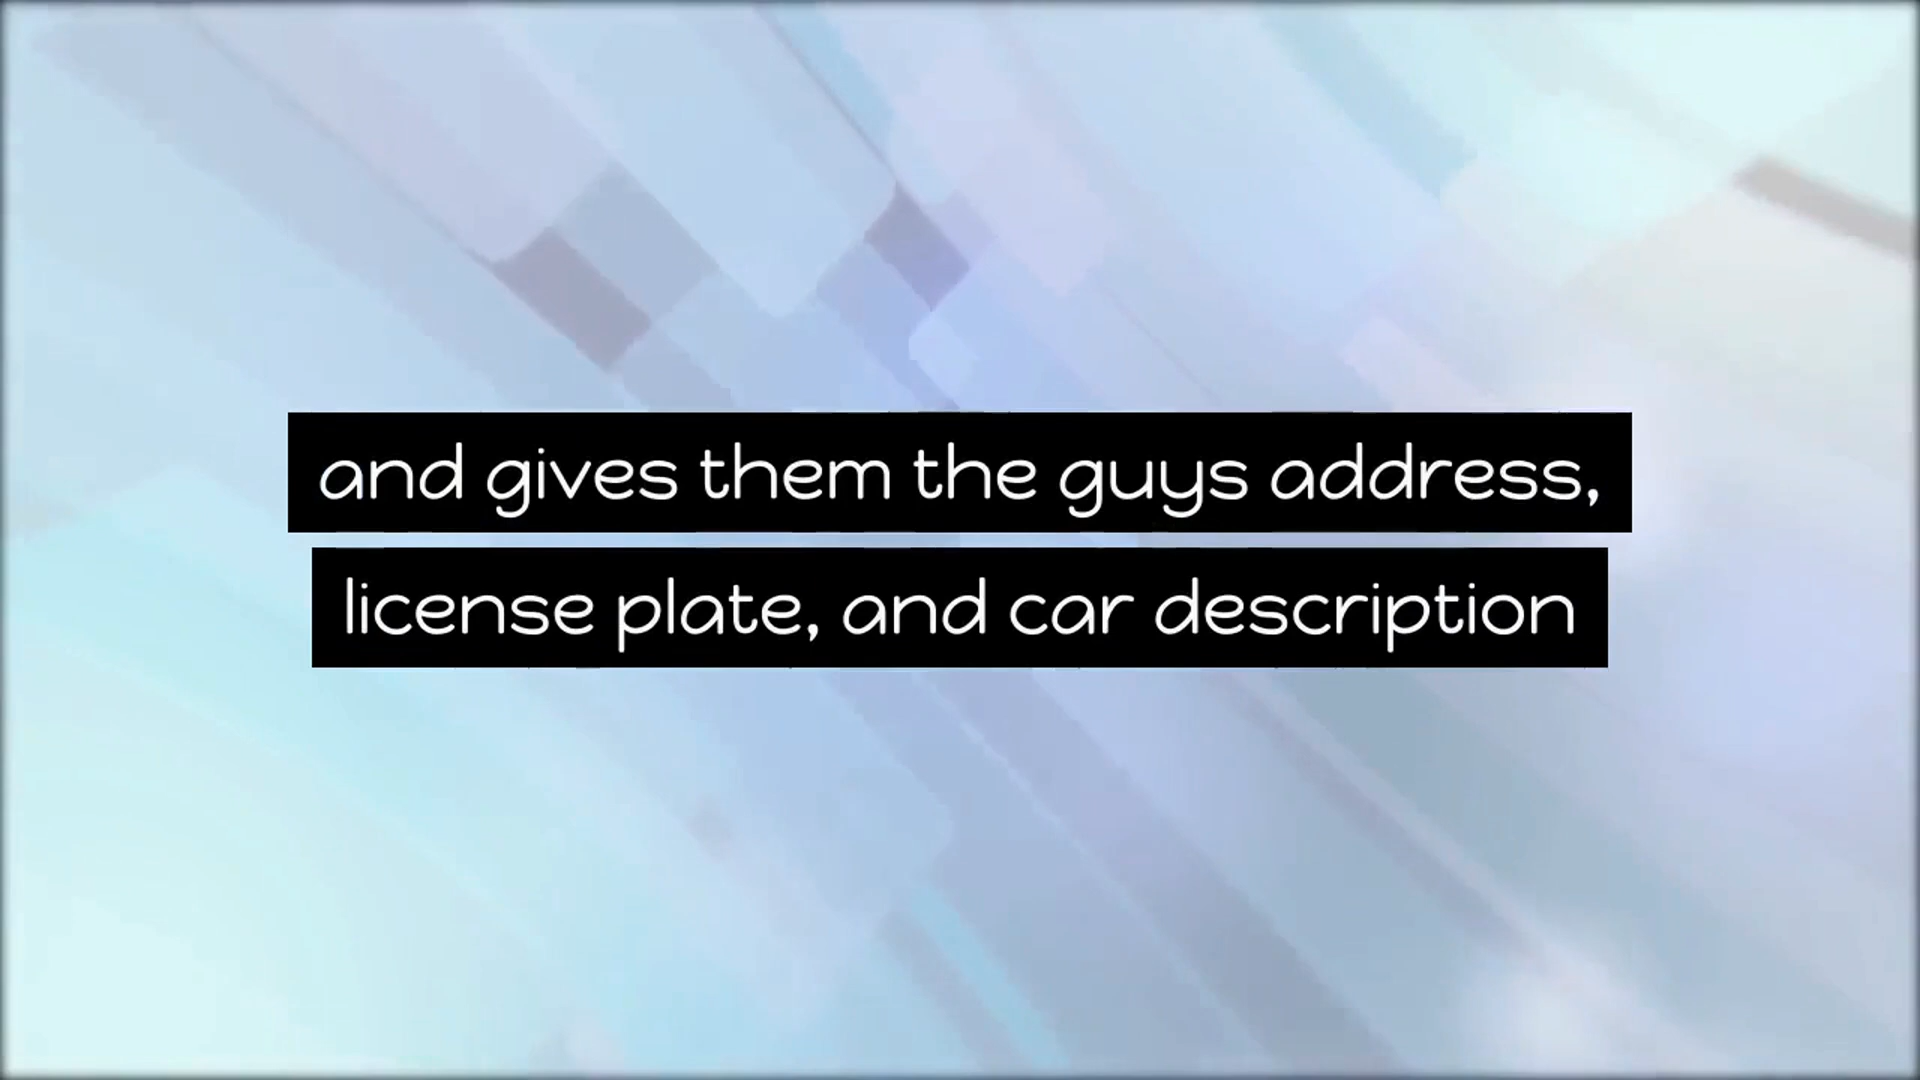 and gives them the guys address,
license plate, and car description